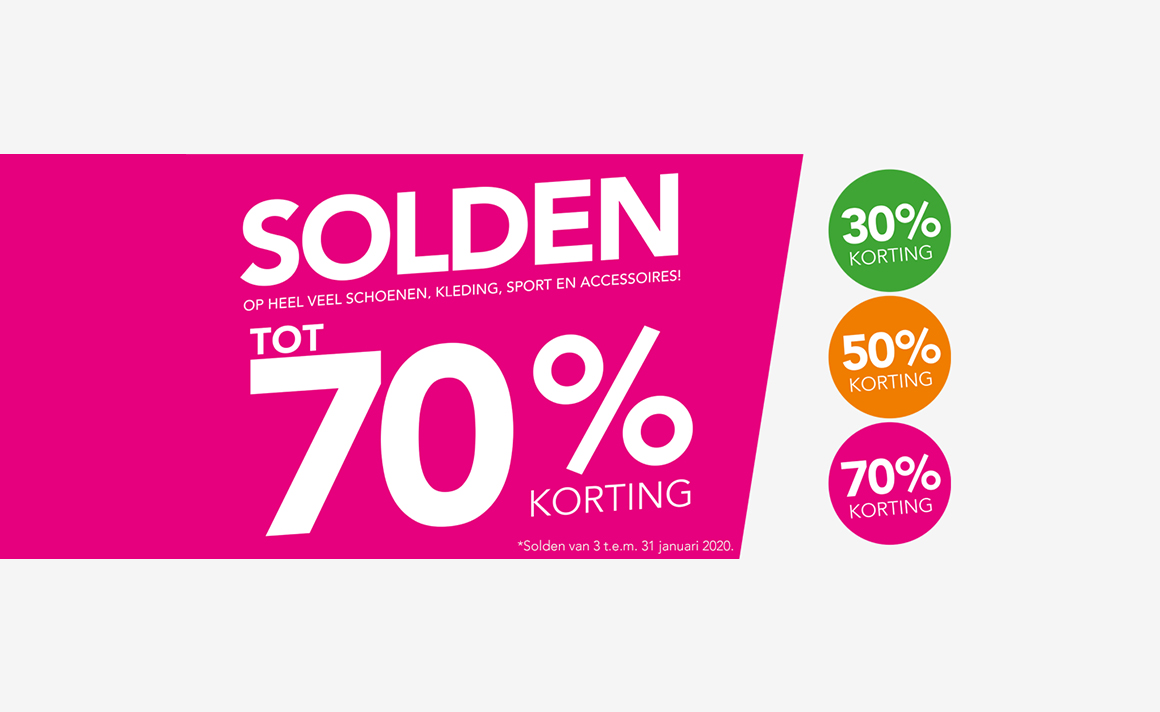 SOLDEN
OP HEEL VEEL SCHOENEN, KLEDING, SPORT EN ACCESSOIRES!
TOT
70%
KORTING
*Solden van 3 t.e.m. 31 januari 2020.
30%
KORTING
50%
KORTING
70%
KORTING